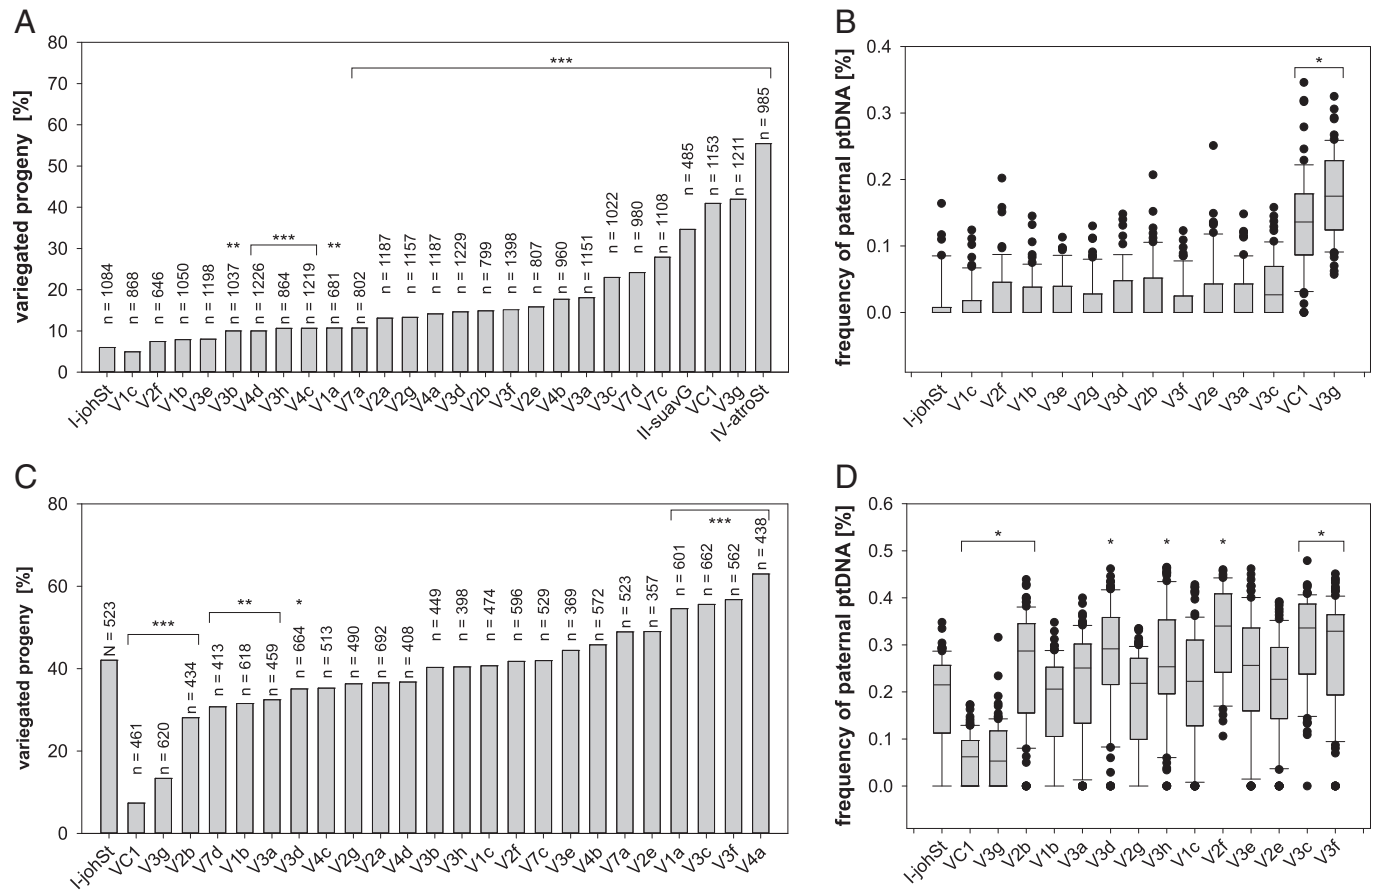 A
variegated progeny [%]
80
70
60
50
40
30
20
10
0
***
**
***
**
n = 1084
n = 868
n = 646
n = 1050
n = 1198
n = 1037
n = 1226
n = 864
n = 1219
n = 681
n = 802
n = 1187
n = 1157
n = 1187
n = 1229
n = 799
n = 1398
n = 807
n = 960
n = 1151
n = 1022
n = 980
n = 1108
n = 485
n = 1153
n = 1211
n = 985
I-johSt
V1c
V2f
V1b
V3e
V3b
V4d
V3h
V4c
V1a
V7a
V2a
V2g
V4a
V3d
V2b
V3f
V2e
V4b
V3a
V3c
V7d
V7c
II-suavG
VC1
V3g
IV-atroSt
B
frequency of paternal ptDNA [%]
0.4
0.3
0.2
0.1
0.0
*
I-johSt
V1c
V2f
V1b
V3e
V2g
V3d
V2b
V3f
V2e
V3a
V3c
VC1
V3g
C
variegated progeny [%]
80
60
40
20
0
***
**
*
***
N = 523
n = 461
n = 620
n = 434
n = 413
n = 618
n = 459
n = 664
n = 513
n = 490
n = 692
n = 408
n = 449
n = 398
n = 474
n = 596
n = 529
n = 369
n = 572
n = 523
n = 357
n = 601
n = 662
n = 562
n = 438
I-johSt
VC1
V3g
V2b
V7d
V1b
V3a
V3d
V4c
V2g
V2a
V4d
V3b
V3h
V1c
V2f
V7c
V3e
V4b
V7a
V2e
V1a
V3c
V3f
V4a
D
frequency of paternal ptDNA [%]
0.6
0.5
0.4
0.3
0.2
0.1
0.0
*
*
*
*
*
I-johSt
VC1
V3g
V2b
V1b
V3a
V3d
V2g
V3h
V1c
V2f
V3e
V2e
V3c
V3f